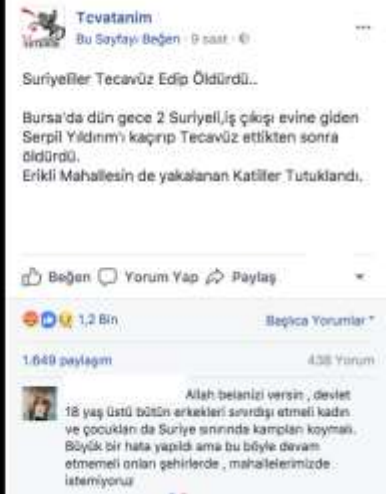 Tcvatanim
Bu Sayfayı Beğen · 9 saat ·
Suriyeliler Tecavüz Edip Öldürdü..
Bursa'da dün gece 2 Suriyeli,iş çıkışı evine giden
Serpil Yıldırım'ı kaçırıp Tecavüz ettikten sonra
öldürdü.
Erikli Mahallesin de yakalanan Katiller Tutuklandı.
Beğen Yorum Yap Paylaş
1,2 Bin Başlıca Yorumlar
1.649 paylaşım 438 Yorum
Allah belanizi versin , devlet
18 yaş üstü bütün erkekleri sınırdışı etmeli kadın
ve çocukları da Suriye sınırında kampları koymalı.
Büyük bir hata yapıldı ama bu böyle devam
etmemeli onları şehirlerde , mahallelerimizde
istemiyoruz